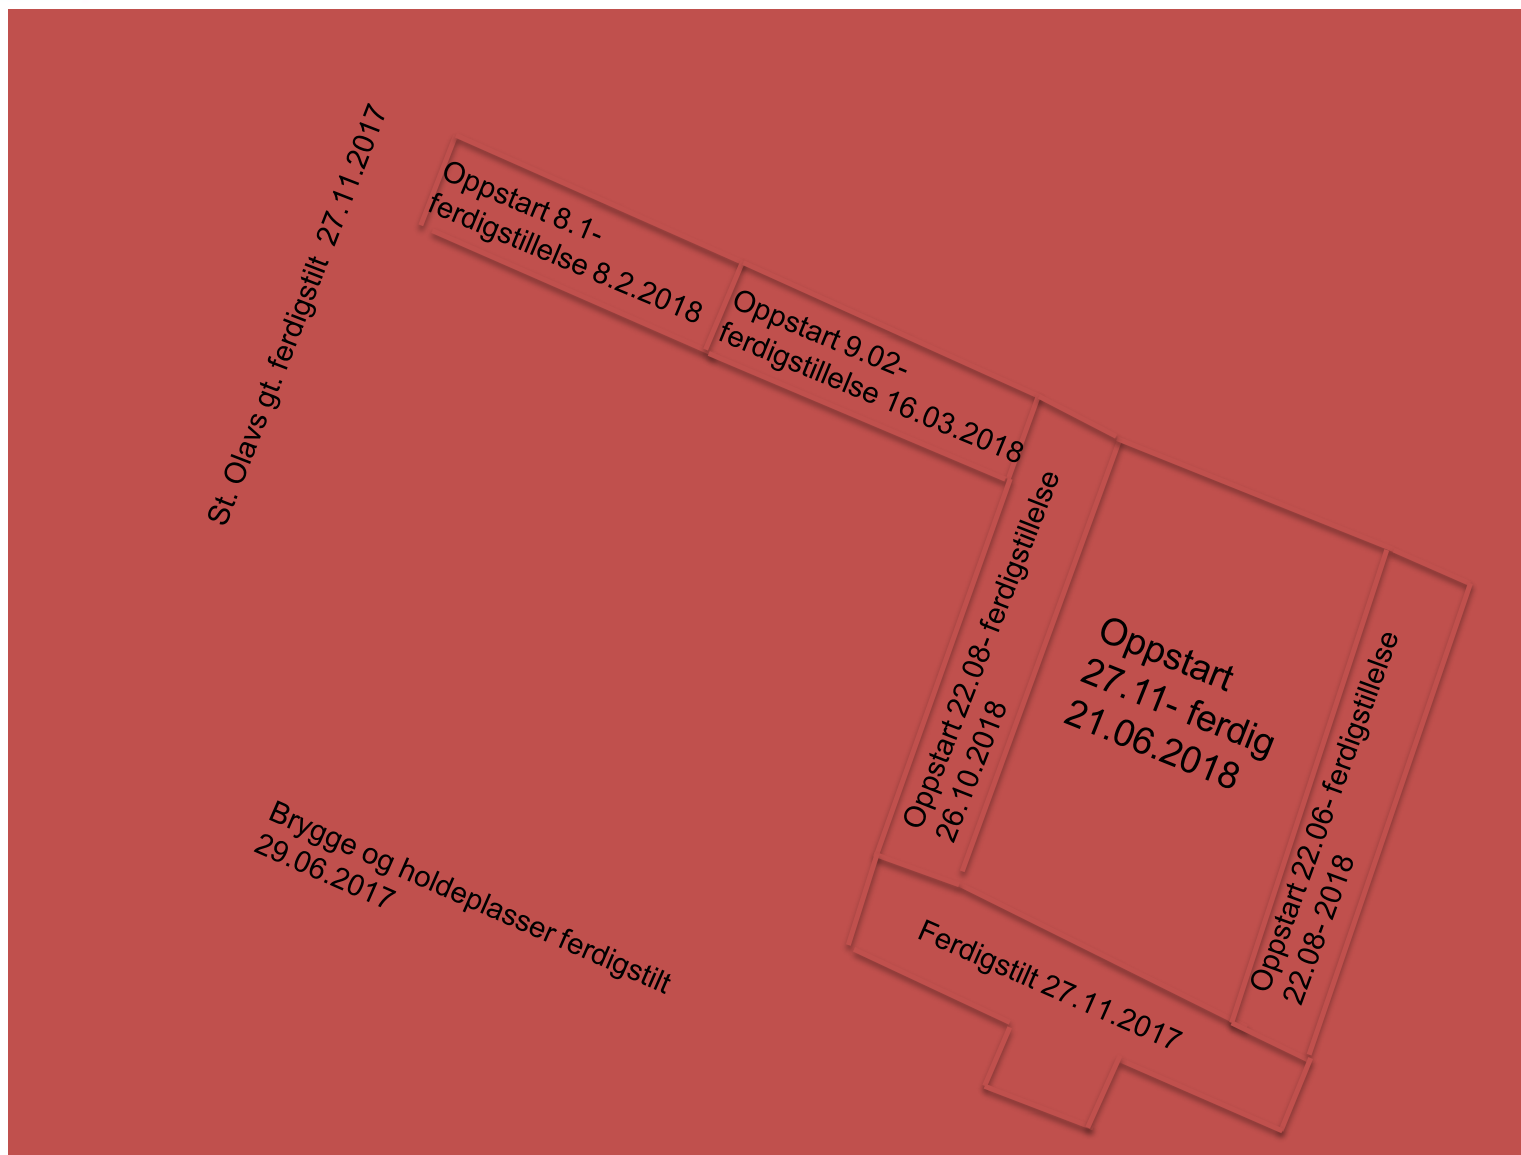 St. Olavs gt. ferdigstilt 27.11.2017
Oppstart 8.1-
ferdigstillelse 8.2.2018
Oppstart 9.02-
ferdigstillelse 16.03.2018
Oppstart 22.08- ferdigstillelse
26.10.2018
Oppstart
27.11- ferdig
21.06.2018
Oppstart 22.06- ferdigstillelse
22.08- 2018
Brygge og holdeplasser ferdigstilt
29.06.2017
Ferdigstilt 27.11.2017